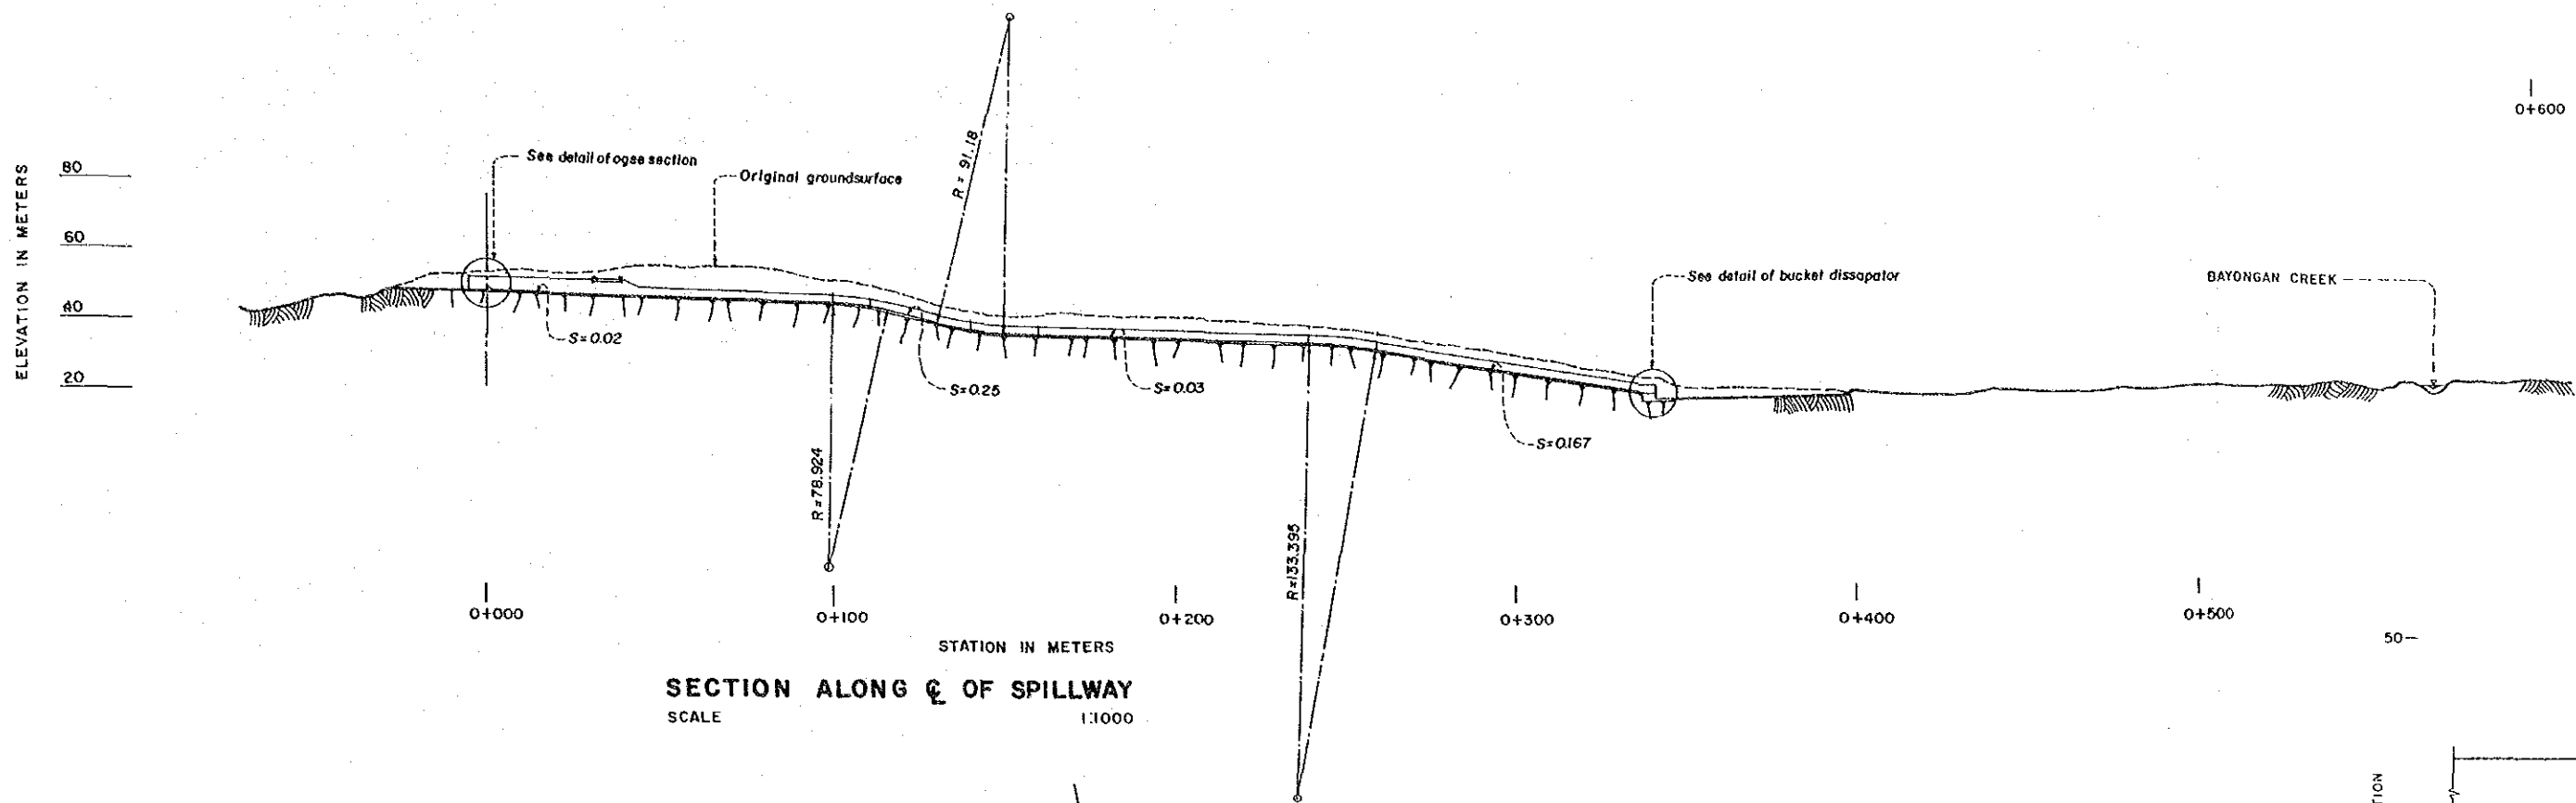 0+600
See detail of ogee section
Original groundsurface
ELEVATION IN METERS
80
60
40
20
R = 91.18
See detail of bucket dissapator
BAYONGAN CREEK
S=0.02
S=0.25
S=0.03
S=0.167
R=78.924
R=133.395
0+000
0+100
0+200
0+300
0+400
0+500
50
STATION IN METERS
SECTION ALONG ℄ OF SPILLWAY
SCALE 1:1000
TION